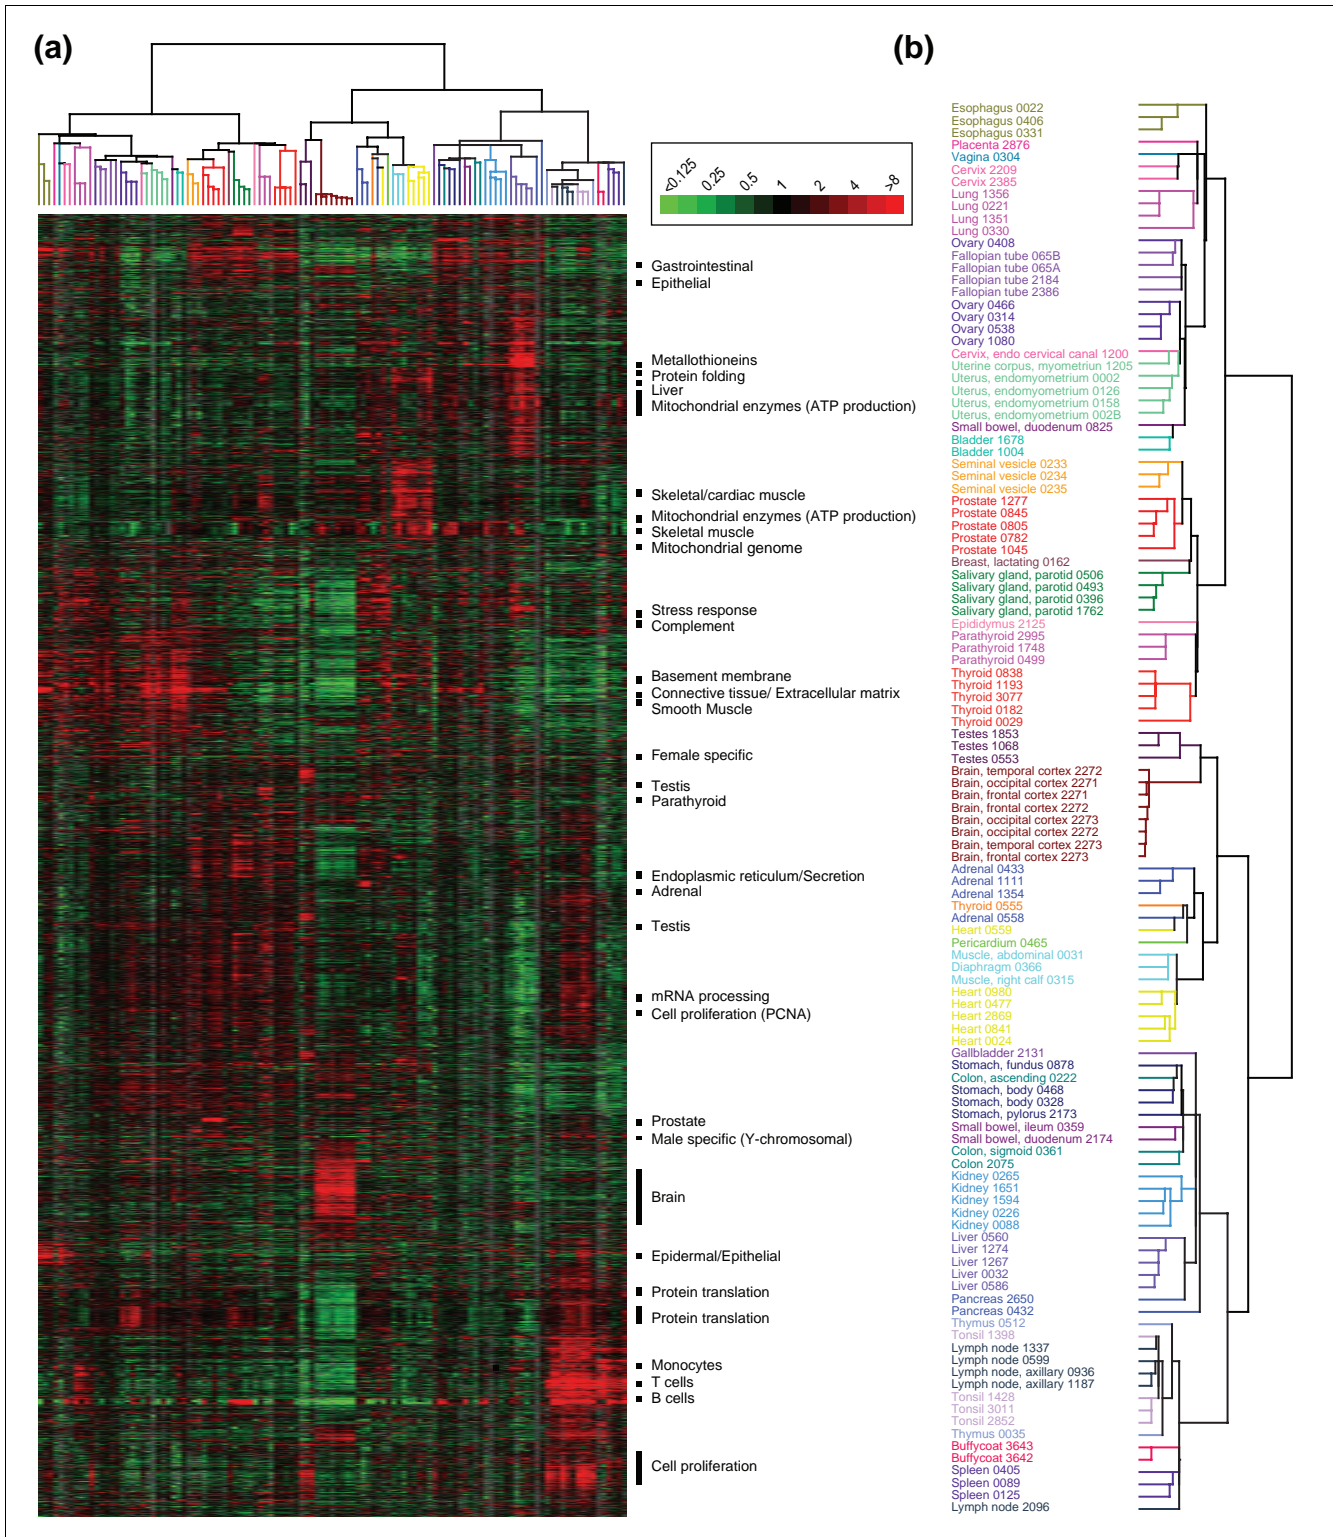 (a)
(b)
<0.125
0.25
0.5
1
2
4
>8
Gastrointestinal
Epithelial
Metallothioneins
Protein folding
Liver
Mitochondrial enzymes (ATP production)
Skeletal/cardiac muscle
Mitochondrial enzymes (ATP production)
Skeletal muscle
Mitochondrial genome
Stress response
Complement
Basement membrane
Connective tissue/ Extracellular matrix
Smooth Muscle
Female specific
Testis
Parathyroid
Endoplasmic reticulum/Secretion
Adrenal
Testis
mRNA processing
Cell proliferation (PCNA)
Prostate
Male specific (Y-chromosomal)
Brain
Epidermal/Epithelial
Protein translation
Protein translation
Monocytes
T cells
B cells
Cell proliferation
Esophagus 0022
Esophagus 0406
Esophagus 0331
Placenta 2876
Vagina 0304
Cervix 2209
Cervix 2385
Lung 1356
Lung 0221
Lung 1351
Lung 0330
Ovary 0408
Fallopian tube 065B
Fallopian tube 065A
Fallopian tube 2184
Fallopian tube 2386
Ovary 0466
Ovary 0314
Ovary 0538
Ovary 1080
Cervix, endo cervical canal 1200
Uterine corpus, myometriun 1205
Uterus, endomyometrium 0002
Uterus, endomyometrium 0126
Uterus, endomyometrium 0158
Uterus, endomyometrium 002B
Small bowel, duodenum 0825
Bladder 1678
Bladder 1004
Seminal vesicle 0233
Seminal vesicle 0234
Seminal vesicle 0235
Prostate 1277
Prostate 0845
Prostate 0805
Prostate 0782
Prostate 1045
Breast, lactating 0162
Salivary gland, parotid 0506
Salivary gland, parotid 0493
Salivary gland, parotid 0396
Salivary gland, parotid 1762
Epididymus 2125
Parathyroid 2995
Parathyroid 1748
Parathyroid 0499
Thyroid 0838
Thyroid 1193
Thyroid 3077
Thyroid 0182
Thyroid 0029
Testes 1853
Testes 1068
Testes 0553
Brain, temporal cortex 2272
Brain, occipital cortex 2271
Brain, frontal cortex 2271
Brain, frontal cortex 2272
Brain, occipital cortex 2273
Brain, occipital cortex 2272
Brain, temporal cortex 2273
Brain, frontal cortex 2273
Adrenal 0433
Adrenal 1111
Adrenal 1354
Thyroid 0555
Adrenal 0558
Heart 0559
Pericardium 0465
Muscle, abdominal 0031
Diaphragm 0366
Muscle, right calf 0315
Heart 0980
Heart 0477
Heart 2869
Heart 0841
Heart 0024
Gallbladder 2131
Stomach, fundus 0878
Colon, ascending 0222
Stomach, body 0468
Stomach, body 0328
Stomach, pylorus 2173
Small bowel, ileum 0359
Small bowel, duodenum 2174
Colon, sigmoid 0361
Colon 2075
Kidney 0265
Kidney 1651
Kidney 1594
Kidney 0226
Kidney 0088
Liver 0560
Liver 1274
Liver 1267
Liver 0032
Liver 0586
Pancreas 2650
Pancreas 0432
Thymus 0512
Tonsil 1398
Lymph node 1337
Lymph node 0599
Lymph node, axillary 0936
Lymph node, axillary 1187
Tonsil 1428
Tonsil 3011
Tonsil 2852
Thymus 0035
Buffycoat 3643
Buffycoat 3642
Spleen 0405
Spleen 0089
Spleen 0125
Lymph node 2096